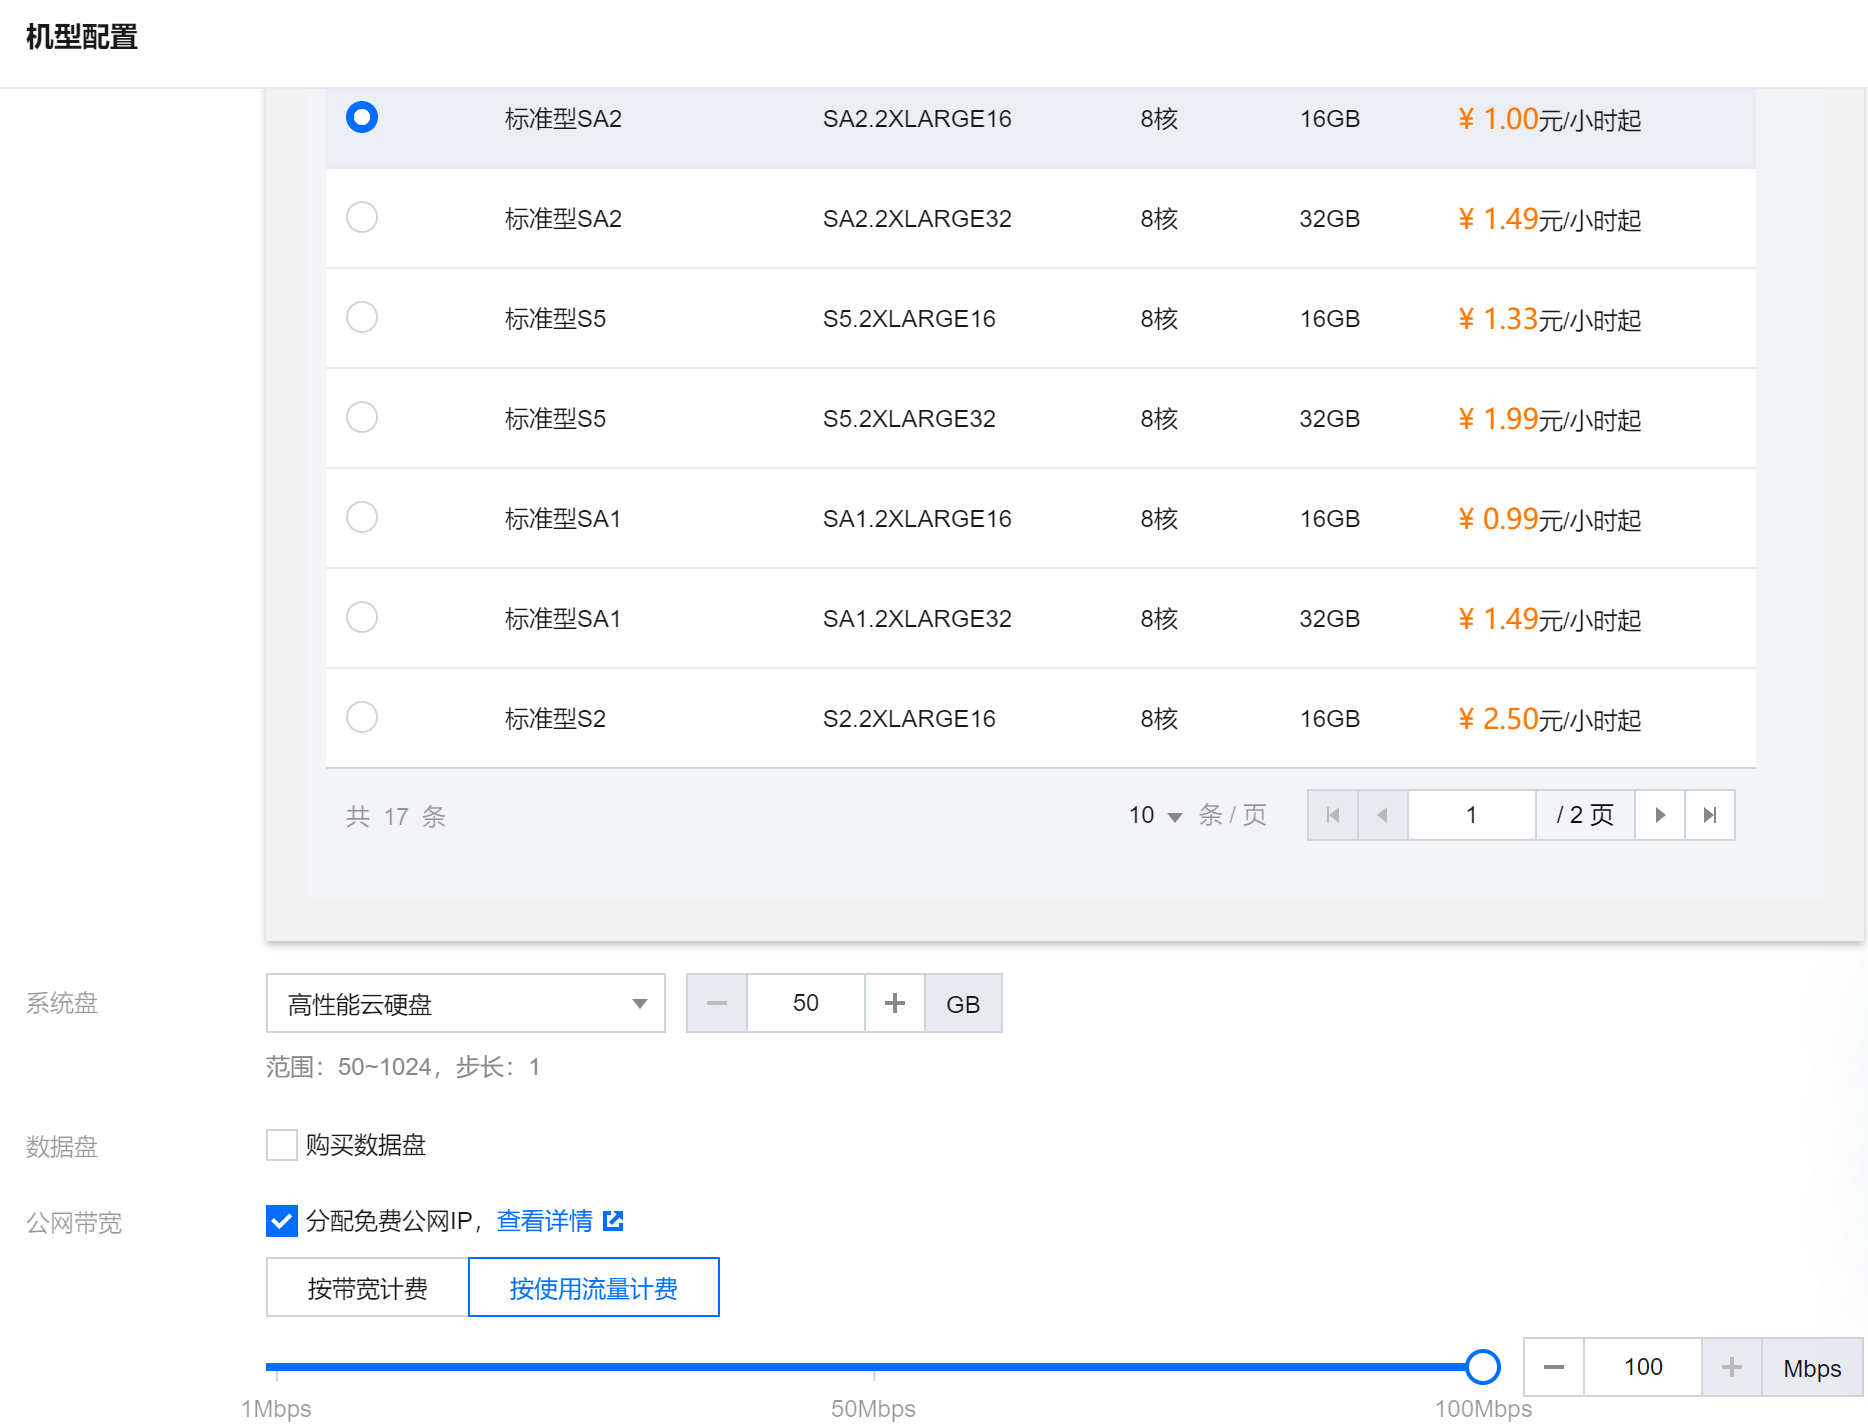 机型配置
标准型SA2 SA2.2XLARGE16 8核 16GB ¥ 1.00元/小时起
标准型SA2 SA2.2XLARGE32 8核 32GB ¥ 1.49元/小时起
标准型S5 S5.2XLARGE16 8核 16GB ¥ 1.33元/小时起
标准型S5 S5.2XLARGE32 8核 32GB ¥ 1.99元/小时起
标准型SA1 SA1.2XLARGE16 8核 16GB ¥ 0.99元/小时起
标准型SA1 SA1.2XLARGE32 8核 32GB ¥ 1.49元/小时起
标准型S2 S2.2XLARGE16 8核 16GB ¥ 2.50元/小时起
共 17 条 10 条 / 页 1 / 2 页
系统盘 高性能云硬盘 50 GB
范围：50~1024，步长：1
数据盘 购买数据盘
公网带宽 分配免费公网IP，查看详情
按带宽计费 按使用流量计费
100 Mbps
1Mbps 50Mbps 100Mbps